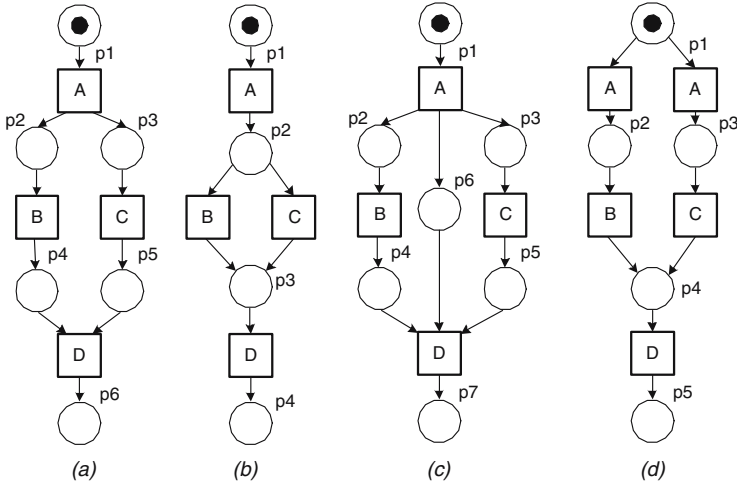 p1 p1 p1 p1
A A A A A
p2 p3 p2 p2 p3 p2 p3
p6
B C B C B C B C
p4 p5 p3 p4 p5 p4
D D D D
p6 p4 p7 p5
(a) (b) (c) (d)